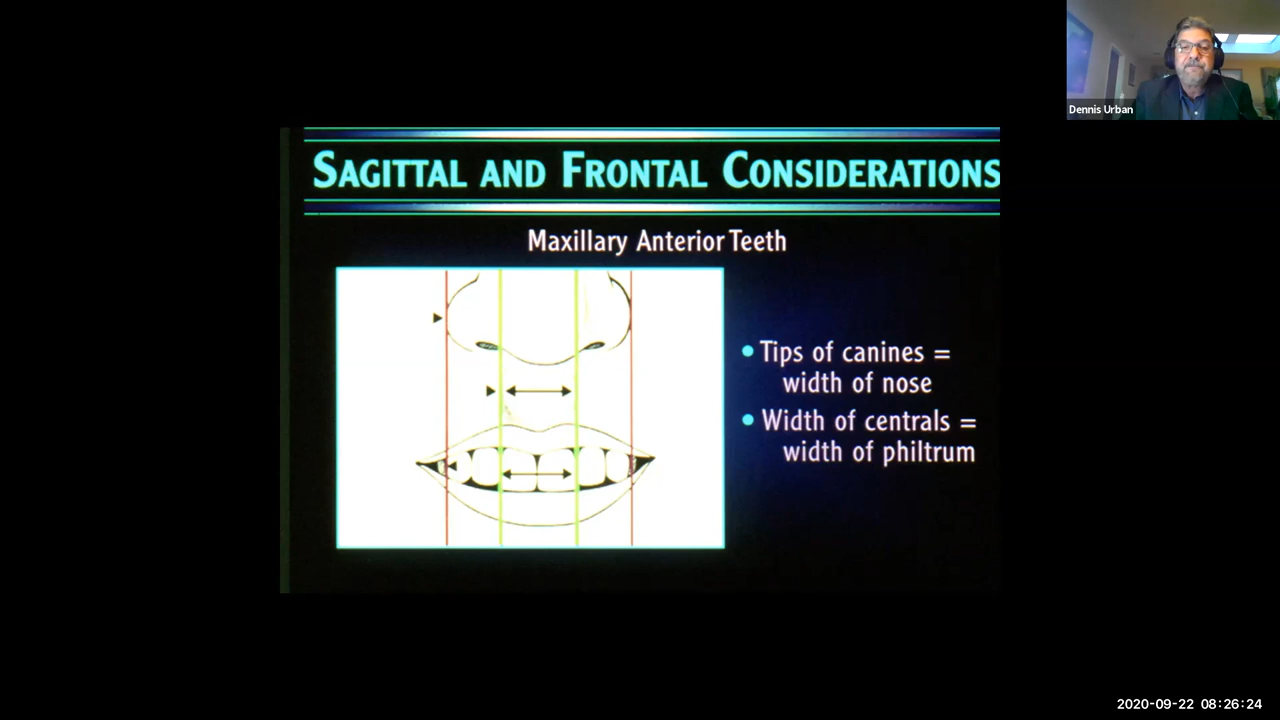 Dennis Urban
SAGITTAL AND FRONTAL CONSIDERATIONS
Maxillary Anterior Teeth
• Tips of canines =
width of nose
• Width of centrals =
width of philtrum
2020-09-22 08:26:24